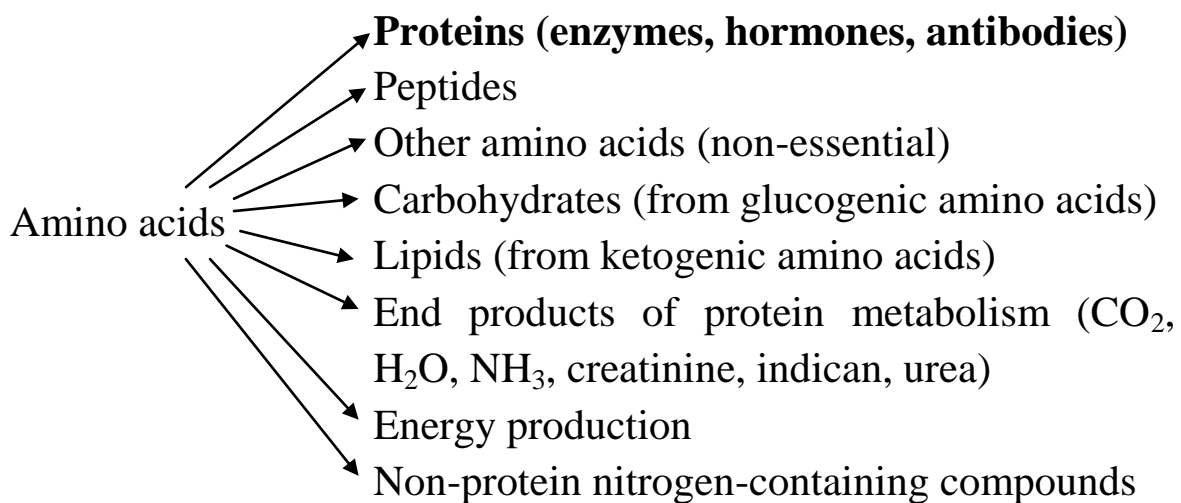 Proteins (enzymes, hormones, antibodies)
Peptides
Other amino acids (non-essential)
Carbohydrates (from glucogenic amino acids)
Amino acids
Lipids (from ketogenic amino acids)
End products of protein metabolism (CO₂,
H₂O, NH₃, creatinine, indican, urea)
Energy production
Non-protein nitrogen-containing compounds